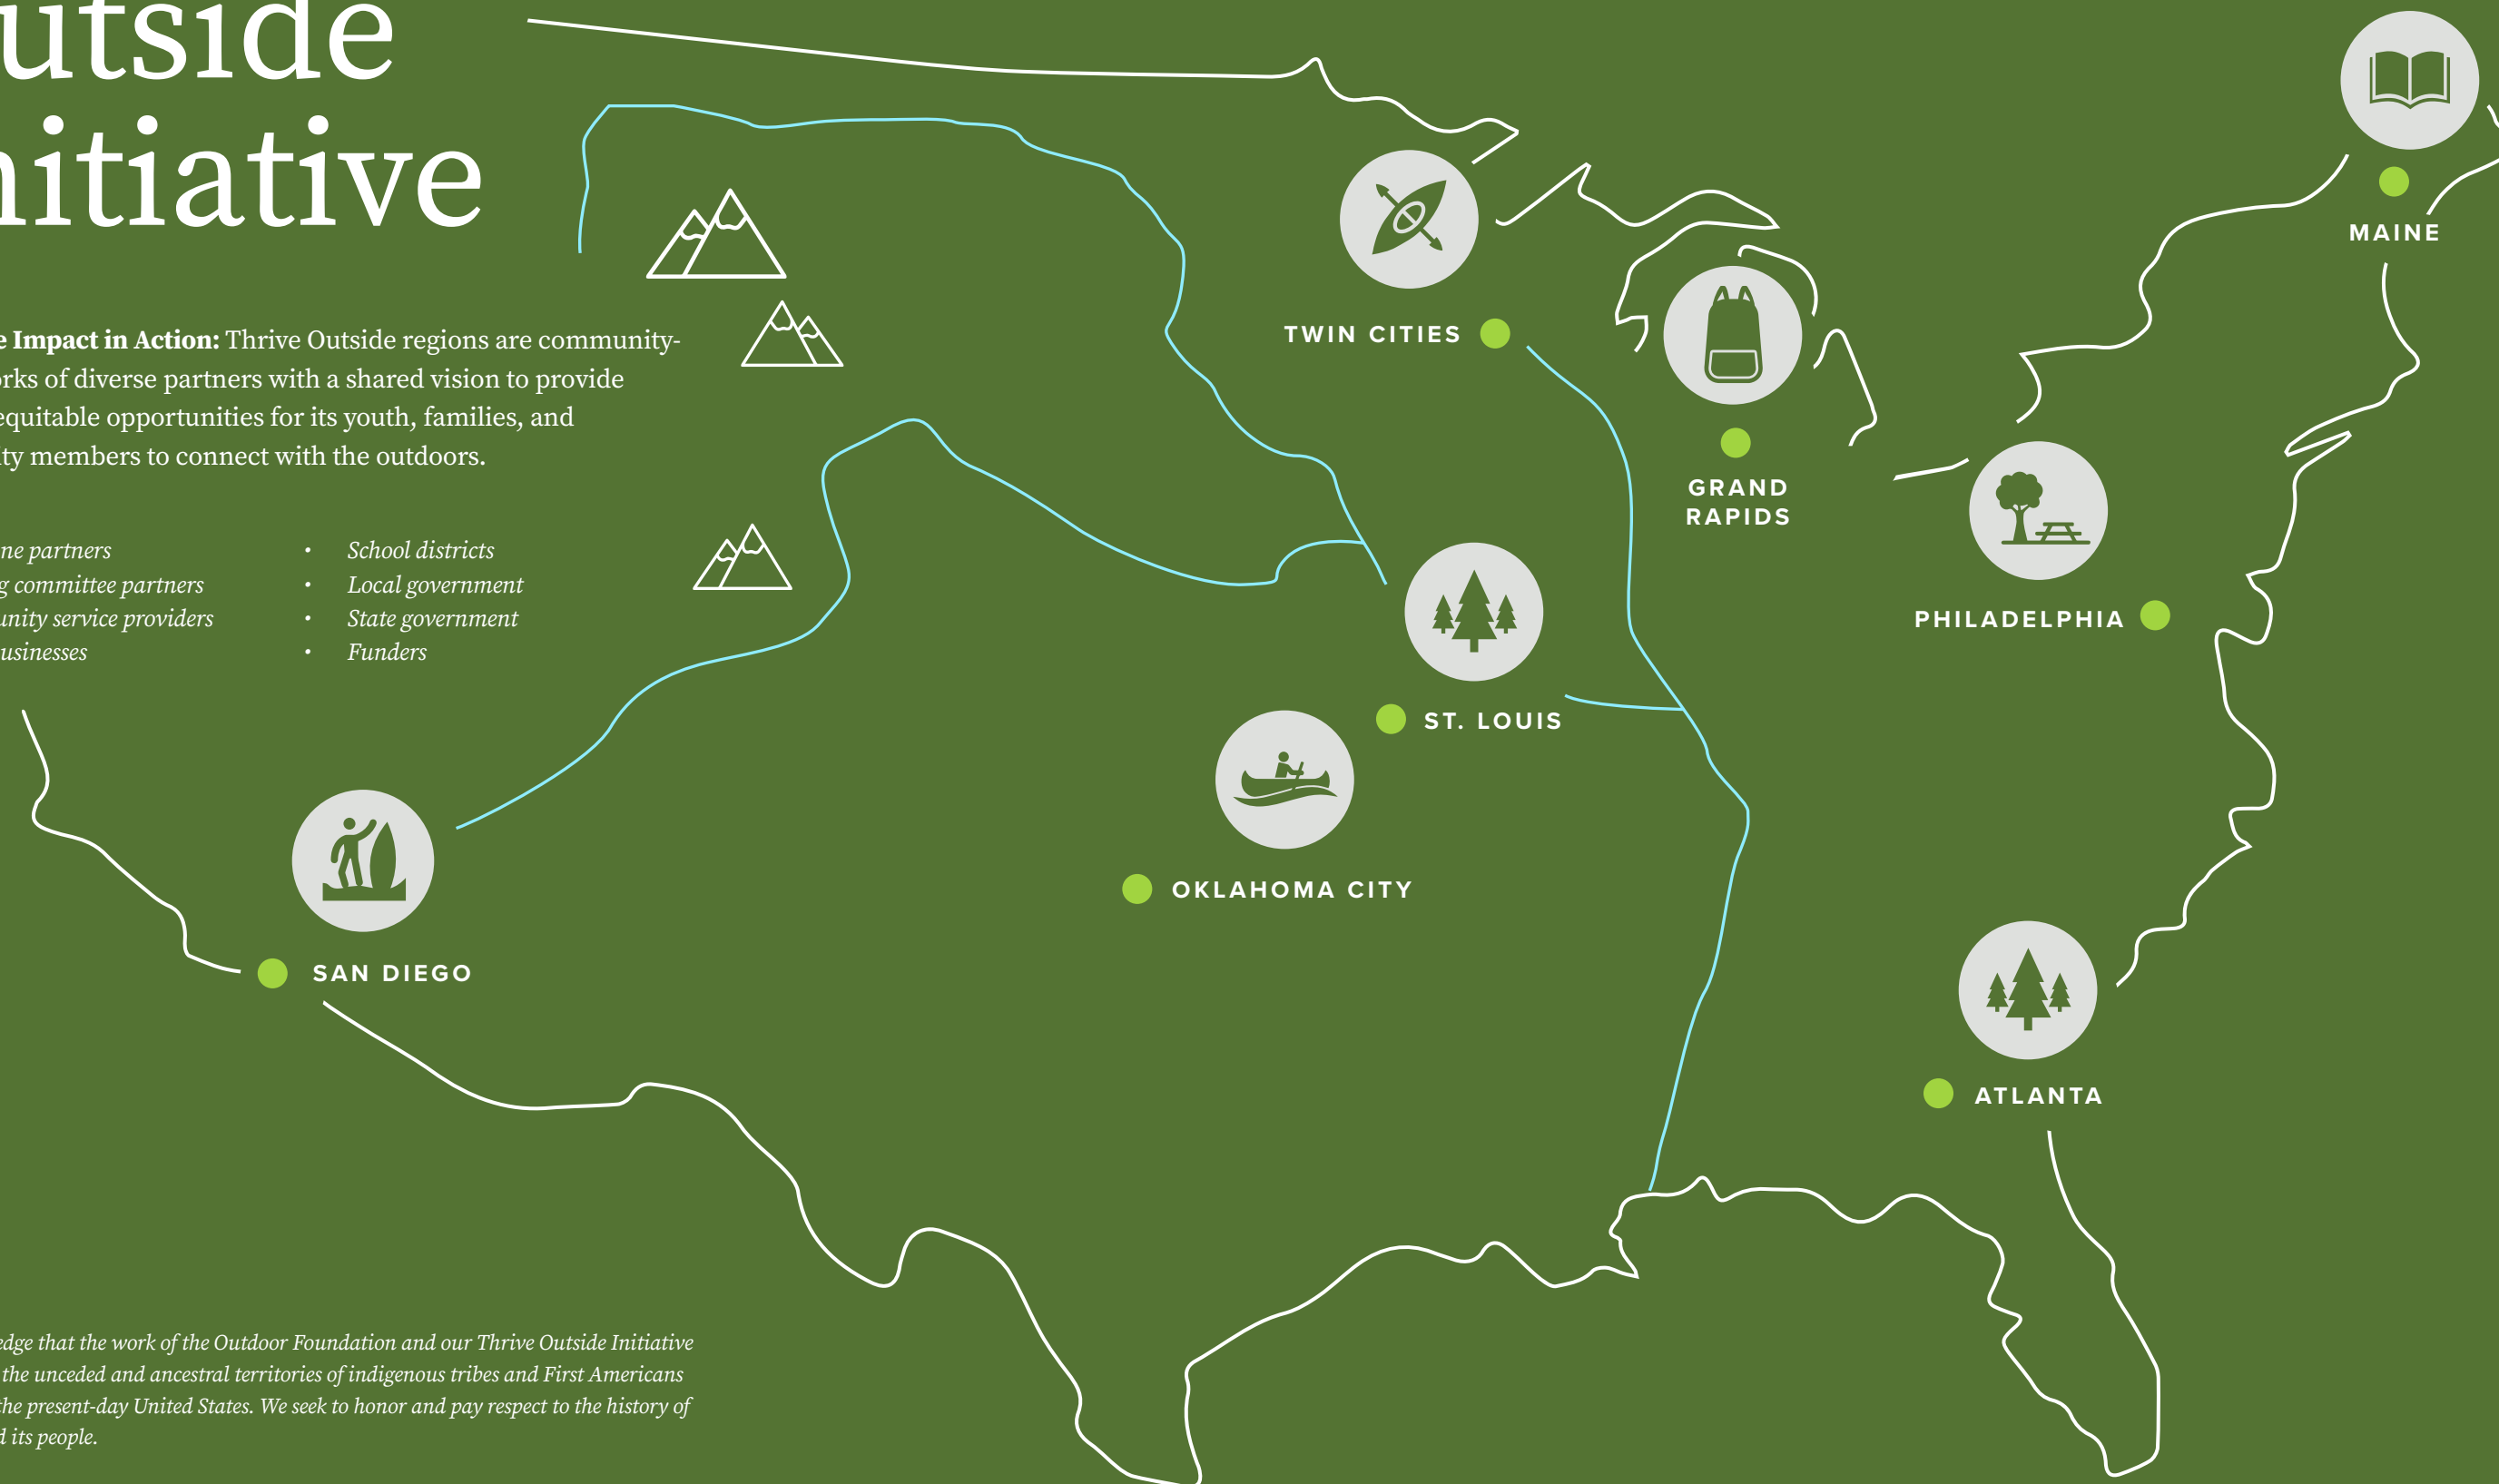 utside
nitiative
e Impact in Action: Thrive Outside regions are community-
orks of diverse partners with a shared vision to provide
equitable opportunities for its youth, families, and
ity members to connect with the outdoors.
ne partners
g committee partners
unity service providers
usinesses
• School districts
• Local government
• State government
• Funders
MAINE
TWIN CITIES
GRAND
RAPIDS
PHILADELPHIA
ST. LOUIS
OKLAHOMA CITY
SAN DIEGO
ATLANTA
edge that the work of the Outdoor Foundation and our Thrive Outside Initiative
the unceded and ancestral territories of indigenous tribes and First Americans
the present-day United States. We seek to honor and pay respect to the history of
d its people.